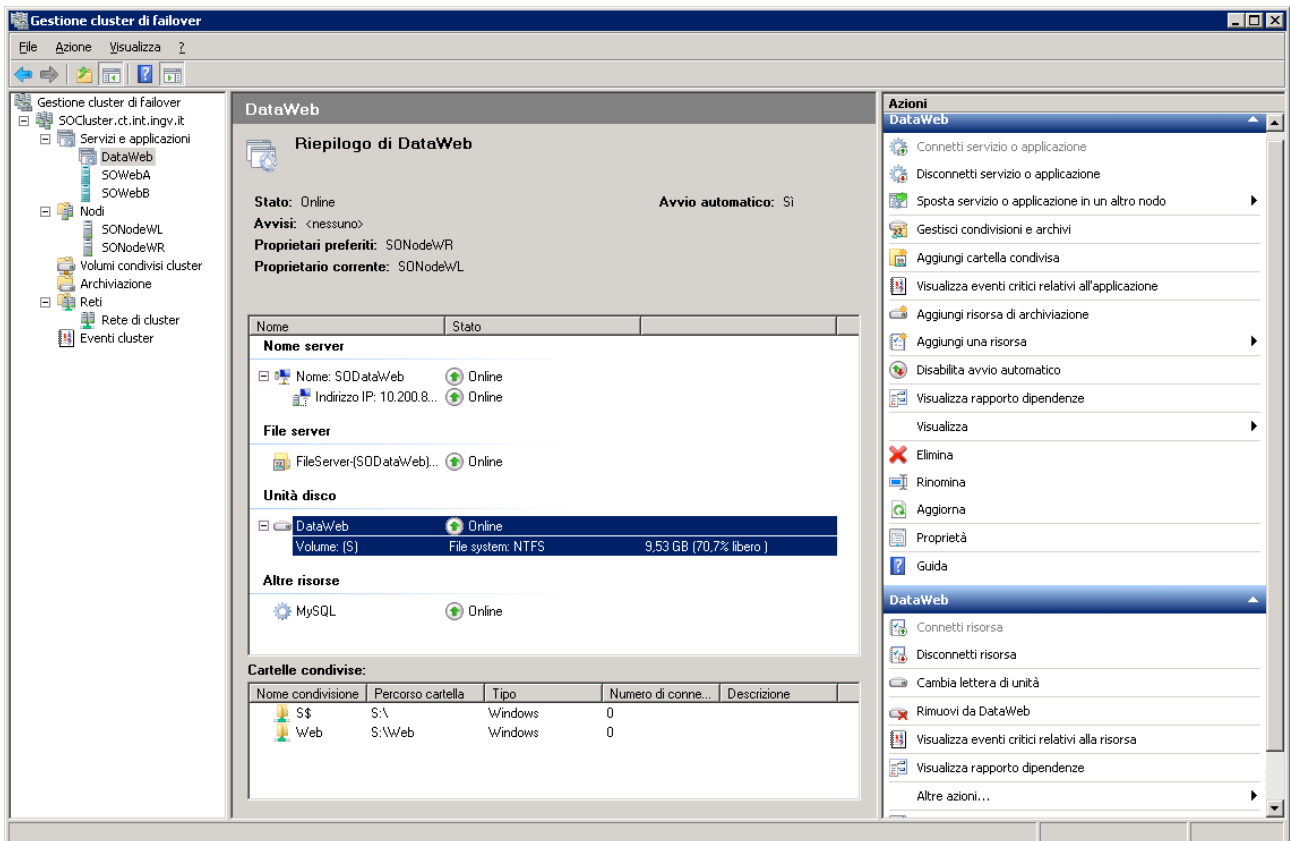 Gestione cluster di failover
File Azione Visualizza ?
Gestione cluster di failover
SOCluster.ct.int.ingv.it
Servizi e applicazioni
DataWeb
SOWebA
SOWebB
Nodi
SONodeWL
SONodeWR
Volumi condivisi cluster
Archiviazione
Reti
Rete di cluster
Eventi cluster
DataWeb
Riepilogo di DataWeb
Stato: Online Avvio automatico: Sì
Avvisi: <nessuno>
Proprietari preferiti: SONodeWR
Proprietario corrente: SONodeWL
Nome Stato
Nome server
Nome: SODataWeb Online
Indirizzo IP: 10.200.8... Online
File server
FileServer-(SODataWeb)... Online
Unità disco
DataWeb Online
Volume: (S) File system: NTFS 9,53 GB (70,7% libero )
Altre risorse
MySQL Online
Cartelle condivise:
Nome condivisione Percorso cartella Tipo Numero di conne... Descrizione
S$ S:\ Windows 0
Web S:\Web Windows 0
Azioni
DataWeb
Connetti servizio o applicazione
Disconnetti servizio o applicazione
Sposta servizio o applicazione in un altro nodo
Gestisci condivisioni e archivi
Aggiungi cartella condivisa
Visualizza eventi critici relativi all'applicazione
Aggiungi risorsa di archiviazione
Aggiungi una risorsa
Disabilita avvio automatico
Visualizza rapporto dipendenze
Visualizza
Elimina
Rinomina
Aggiorna
Proprietà
Guida
DataWeb
Connetti risorsa
Disconnetti risorsa
Cambia lettera di unità
Rimuovi da DataWeb
Visualizza eventi critici relativi alla risorsa
Visualizza rapporto dipendenze
Altre azioni...